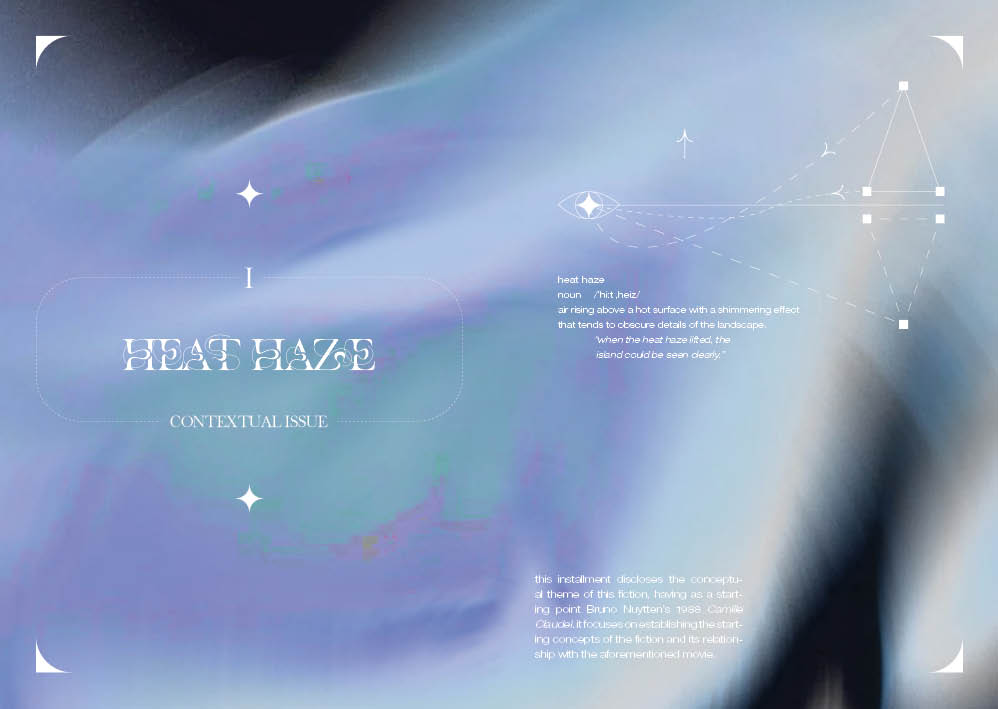 I
HEAT HAZE
CONTEXTUAL ISSUE
heat haze
noun /ˈhiːt ˌheiz/
air rising above a hot surface with a shimmering effect
that tends to obscure details of the landscape.
"when the heat haze lifted, the
island could be seen clearly."
this installment discloses the conceptu-
al theme of this fiction, having as a start-
ing point Bruno Nuytten's 1988 Camille
Claudel. it focuses on establishing the start-
ing concepts of the fiction and its relation-
ship with the aforementioned movie.